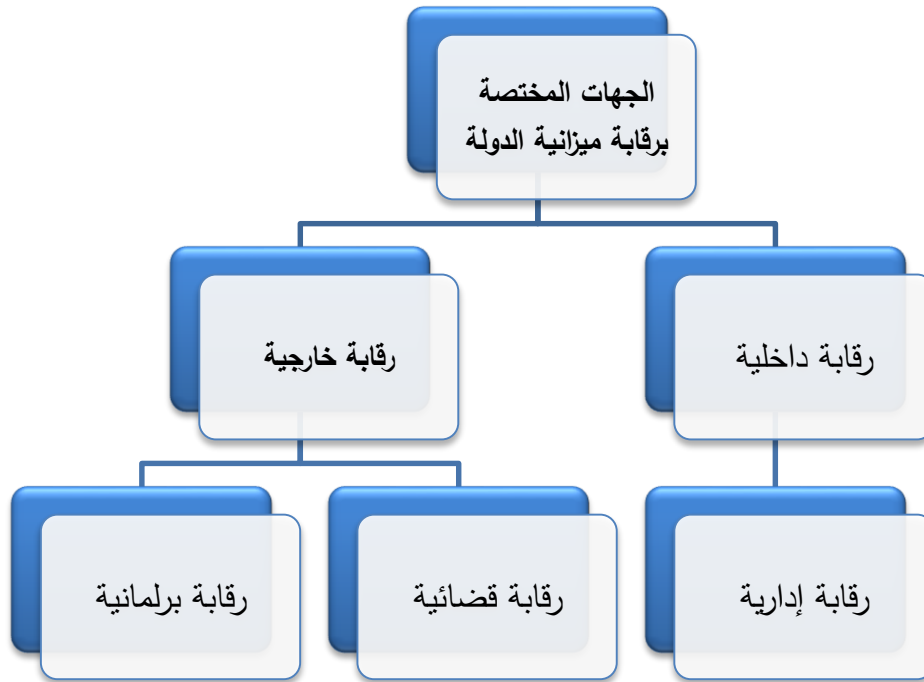 الجهات المختصة
برقابة ميزانية الدولة
رقابة داخلية
رقابة خارجية
رقابة إدارية
رقابة قضائية
رقابة برلمانية